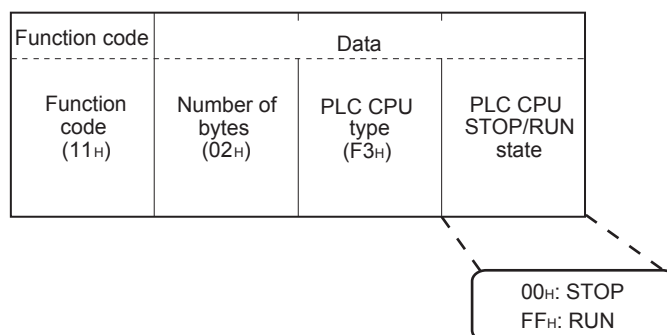 Function code
Data
Function
code
(11H)
Number of
bytes
(02H)
PLC CPU
type
(F3H)
PLC CPU
STOP/RUN
state
00H: STOP
FFH: RUN